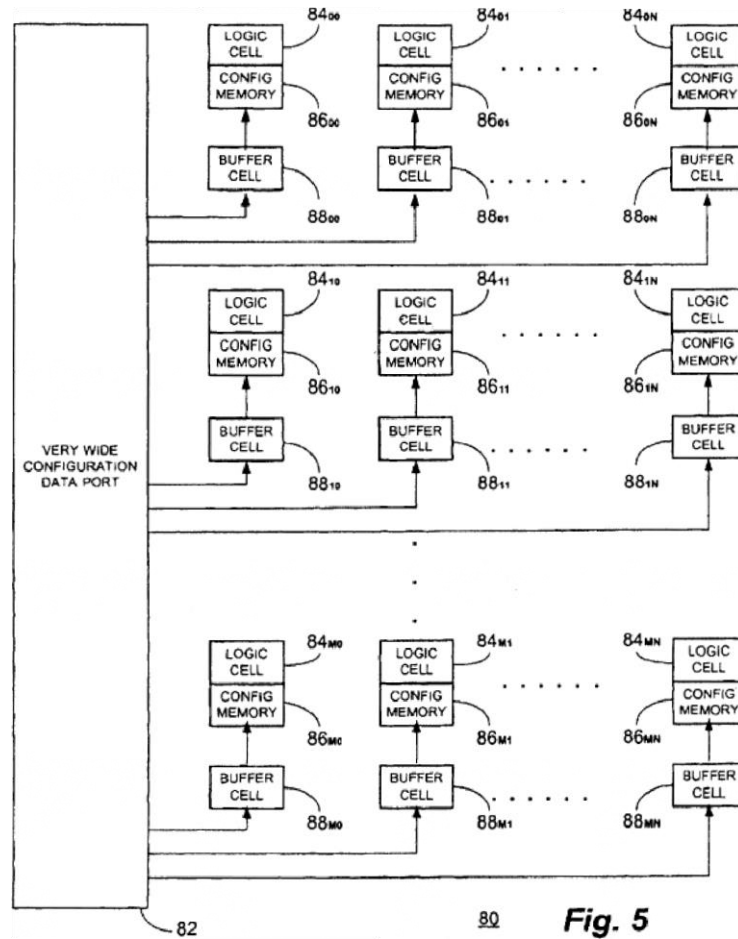 84₀₀ 84₀₁ 84₀N
LOGIC CELL LOGIC CELL LOGIC CELL
CONFIG MEMORY CONFIG MEMORY CONFIG MEMORY
86₀₀ 86₀₁ 86₀N
BUFFER CELL BUFFER CELL BUFFER CELL
88₀₀ 88₀₁ 88₀N
84₁₀ 84₁₁ 84₁N
LOGIC CELL LOGIC CELL LOGIC CELL
CONFIG MEMORY CONFIG MEMORY CONFIG MEMORY
86₁₀ 86₁₁ 86₁N
BUFFER CELL BUFFER CELL BUFFER CELL
88₁₀ 88₁₁ 88₁N
VERY WIDE
CONFIGURATION
DATA PORT
84M₀ 84M₁ 84MN
LOGIC CELL LOGIC CELL LOGIC CELL
CONFIG MEMORY CONFIG MEMORY CONFIG MEMORY
86M₀ 86M₁ 86MN
BUFFER CELL BUFFER CELL BUFFER CELL
88M₀ 88M₁ 88MN
82 80 Fig. 5